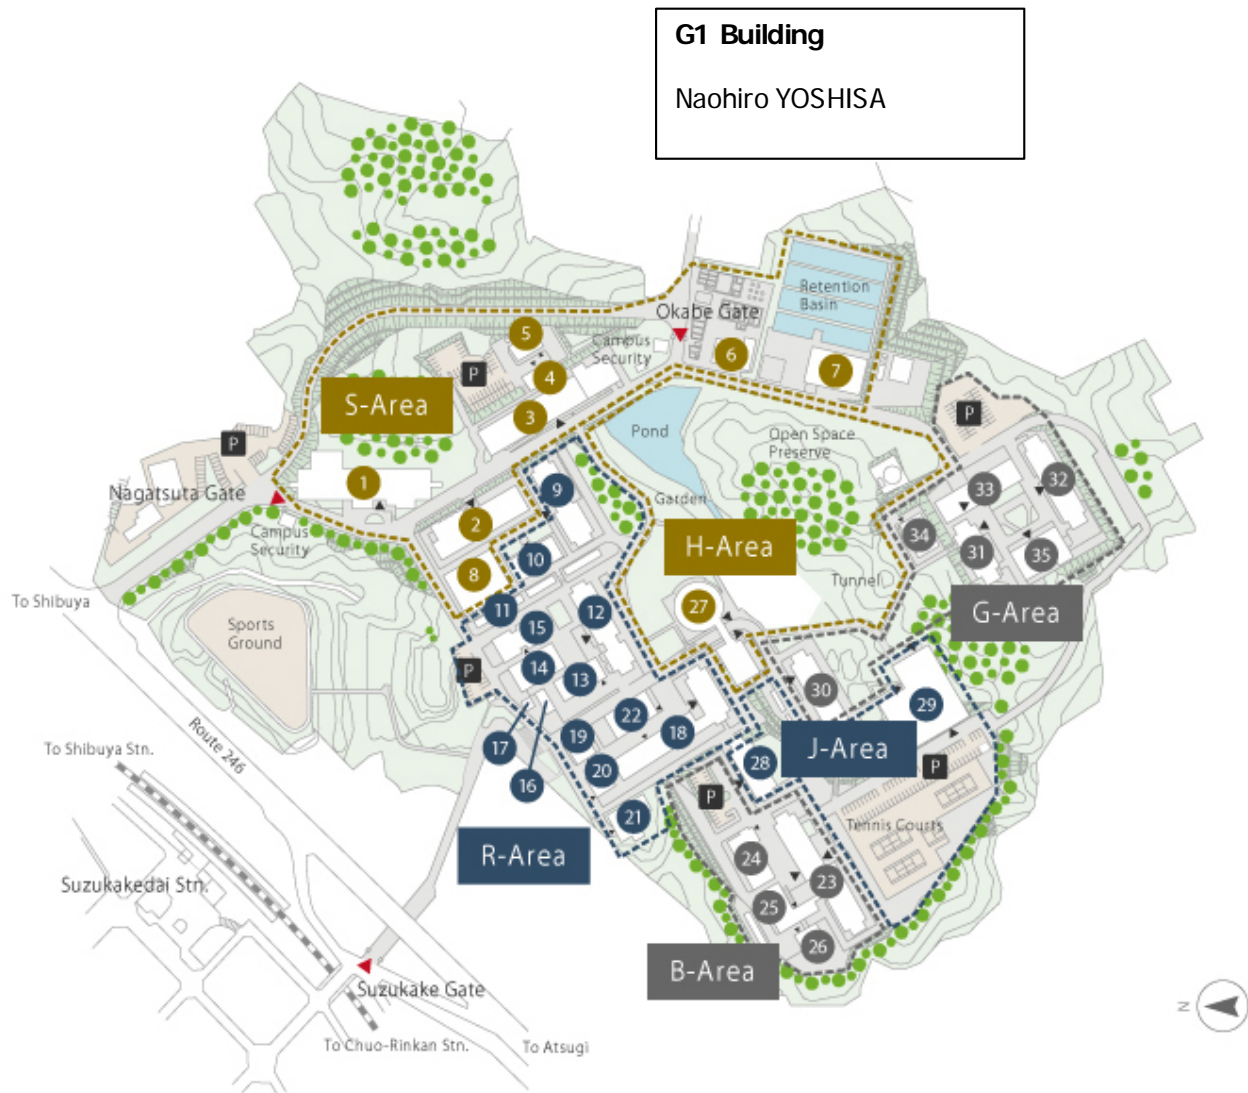 G1 Building
Naohiro YOSHISA
Retention
Basin
Okabe Gate
5
Campus
Security
6
7
P
4
S-Area
3
P
Pond
Open Space
Preserve
P
Nagatsuta Gate
1
9
Garden
33
32
2
Campus
Security
H-Area
34
31
35
10
8
Tunnel
To Shibuya
11
12
27
G-Area
Sports
Ground
15
P
14
13
30
22
29
18
19
17
J-Area
To Shibuya Stn.
Route 246
20
28
P
16
P
21
Tennis Courts
R-Area
24
23
Suzukakedai Stn.
25
26
B-Area
Suzukake Gate
N
To Chuo-Rinkan Stn.
To Atsugi